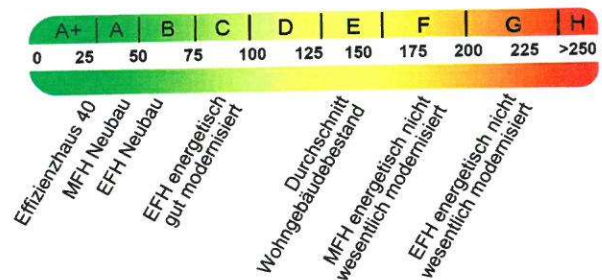 A+ A B C D E F G H
0 25 50 75 100 125 150 175 200 225 >250
Effizienzhaus 40
MFH Neubau
EFH Neubau
EFH energetisch
gut modernisiert
Durchschnitt
Wohngebäudebestand
MFH energetisch nicht
wesentlich modernisiert
EFH energetisch nicht
wesentlich modernisiert